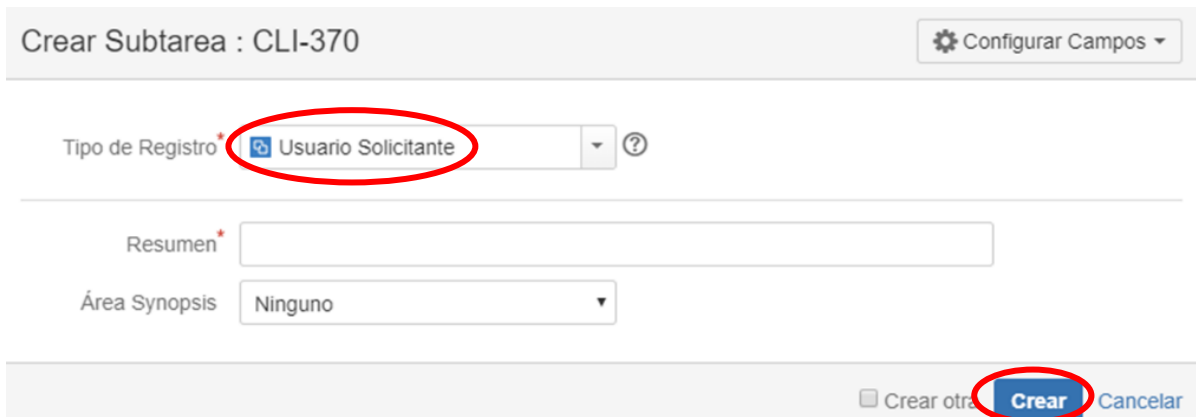 Crear Subtarea : CLI-370
Configurar Campos
Tipo de Registro* Usuario Solicitante
Resumen*
Área Synopsis Ninguno
Crear otra Crear Cancelar